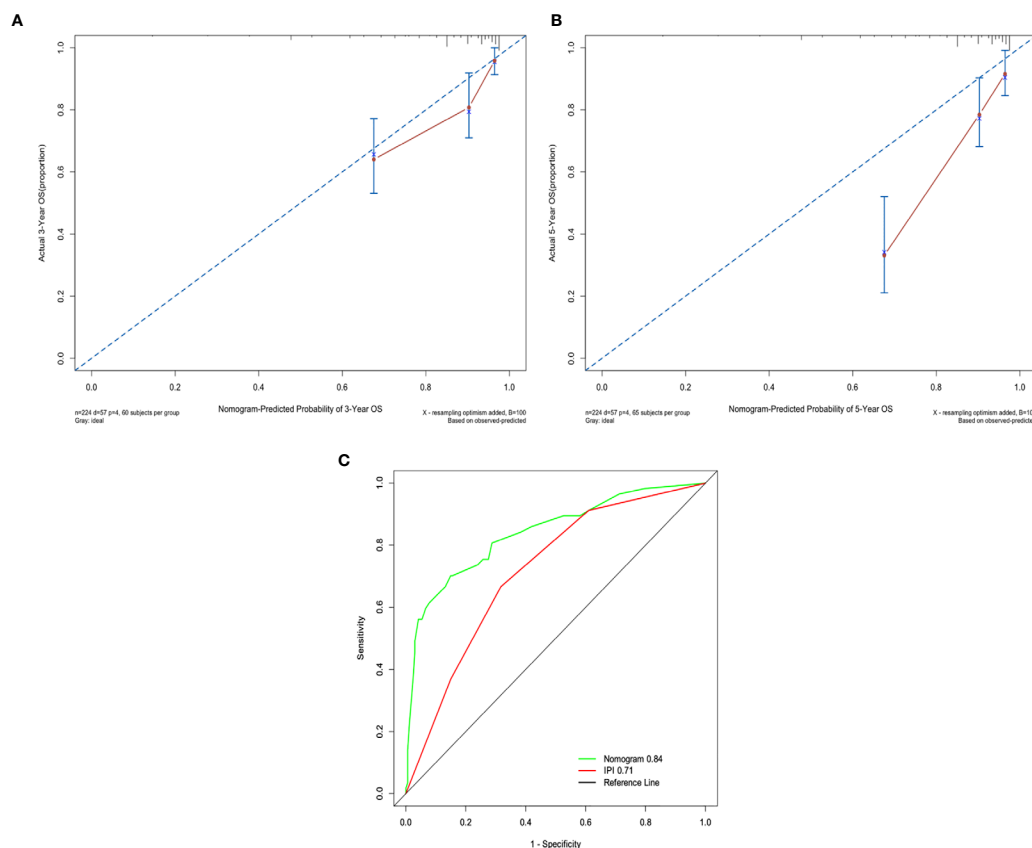 A
Actual 3-Year OS(proportion)
1.0
0.8
0.6
0.4
0.2
0.0
0.0 0.2 0.4 0.6 0.8 1.0
Nomogram-Predicted Probability of 3-Year OS
n=224 d=57 p=4, 60 subjects per group
Gray: ideal
X - resampling optimism added, B=100
Based on observed-predicted
B
Actual 5-Year OS(proportion)
1.0
0.8
0.6
0.4
0.2
0.0
0.0 0.2 0.4 0.6 0.8 1.0
Nomogram-Predicted Probability of 5-Year OS
n=224 d=57 p=4, 65 subjects per group
Gray: ideal
X - resampling optimism added, B=10
Based on observed-predicted
C
Sensitivity
1.0
0.8
0.6
0.4
0.2
0.0
0.0 0.2 0.4 0.6 0.8 1.0
1 - Specificity
Nomogram 0.84
IPI 0.71
Reference Line